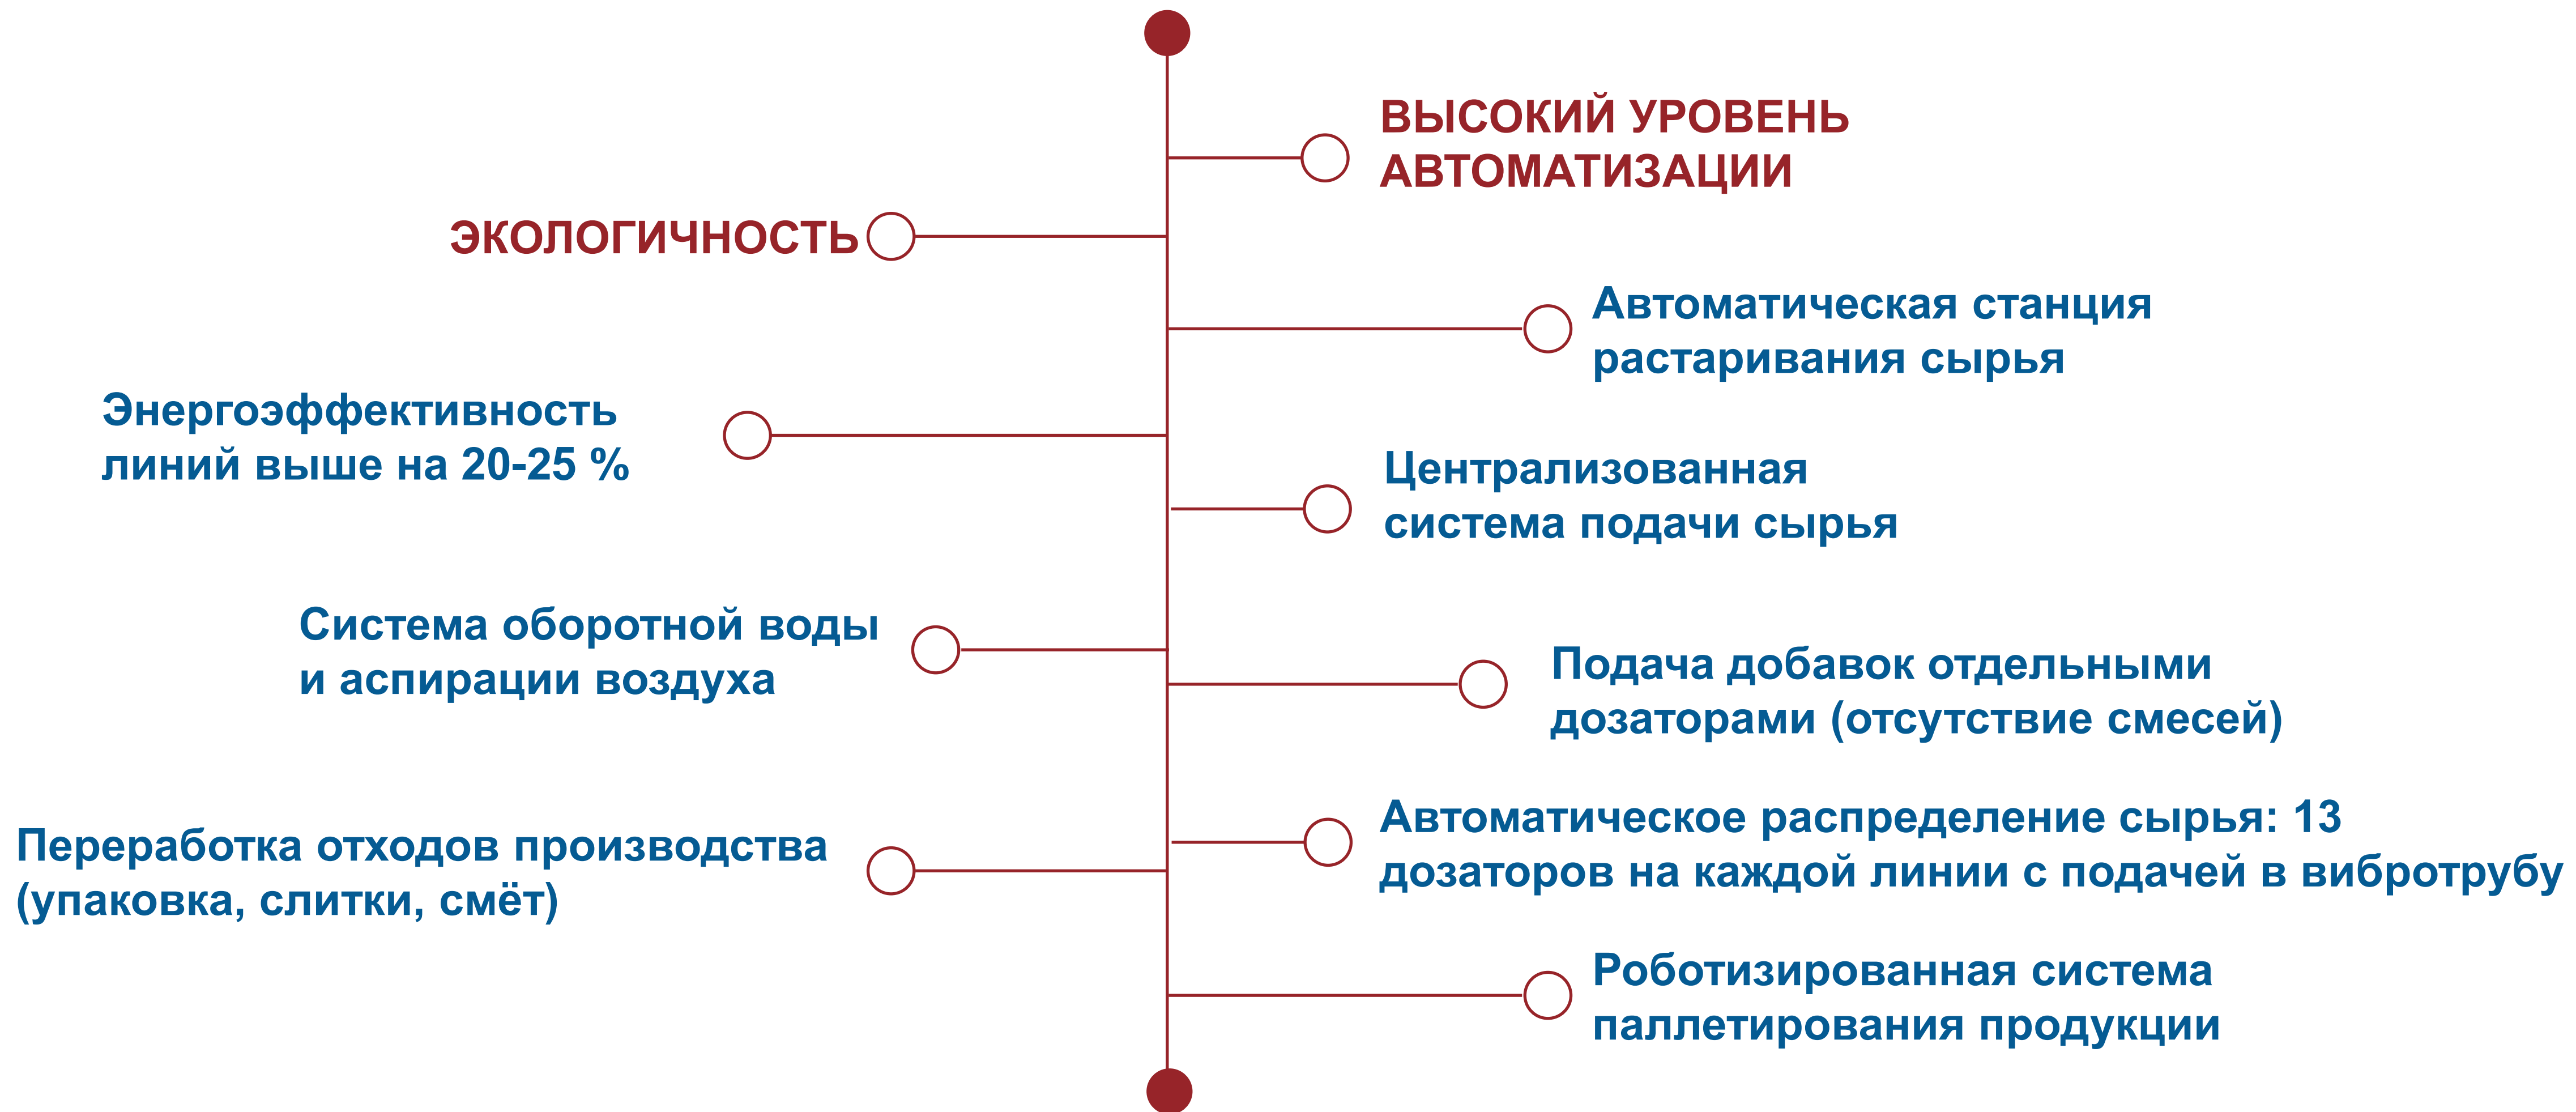 ЭКОЛОГИЧНОСТЬ
Энергоэффективность
линий выше на 20-25 %
Система оборотной воды
и аспирации воздуха
Переработка отходов производства
(упаковка, слитки, смёт)
ВЫСОКИЙ УРОВЕНЬ
АВТОМАТИЗАЦИИ
Автоматическая станция
растаривания сырья
Централизованная
система подачи сырья
Подача добавок отдельными
дозаторами (отсутствие смесей)
Автоматическое распределение сырья: 13
дозаторов на каждой линии с подачей в вибротрубу
Роботизированная система
паллетирования продукции